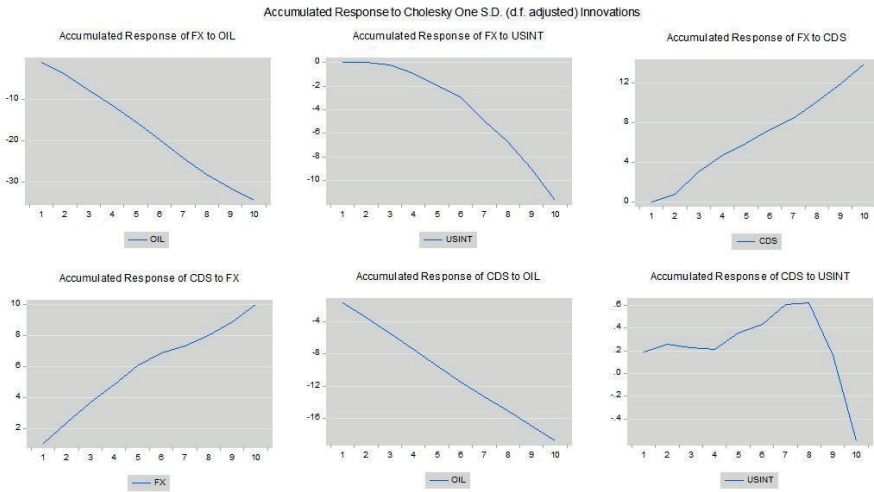 Accumulated Response to Cholesky One S.D. (d.f. adjusted) Innovations
Accumulated Response of FX to OIL
-10
-20
-30
1 2 3 4 5 6 7 8 9 10
OIL
Accumulated Response of FX to USINT
0
-2
-4
-6
-8
-10
1 2 3 4 5 6 7 8 9 10
USINT
Accumulated Response of FX to CDS
12
8
4
0
1 2 3 4 5 6 7 8 9 10
CDS
Accumulated Response of CDS to FX
10
8
6
4
2
1 2 3 4 5 6 7 8 9 10
FX
Accumulated Response of CDS to OIL
-4
-8
-12
-16
1 2 3 4 5 6 7 8 9 10
OIL
Accumulated Response of CDS to USINT
.6
.4
.2
.0
-.2
-.4
1 2 3 4 5 6 7 8 9 10
USINT